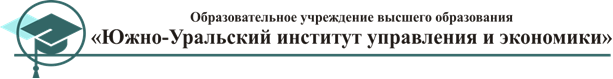 Образовательное учреждение высшего образования
«Южно-Уральский институт управления и экономики»